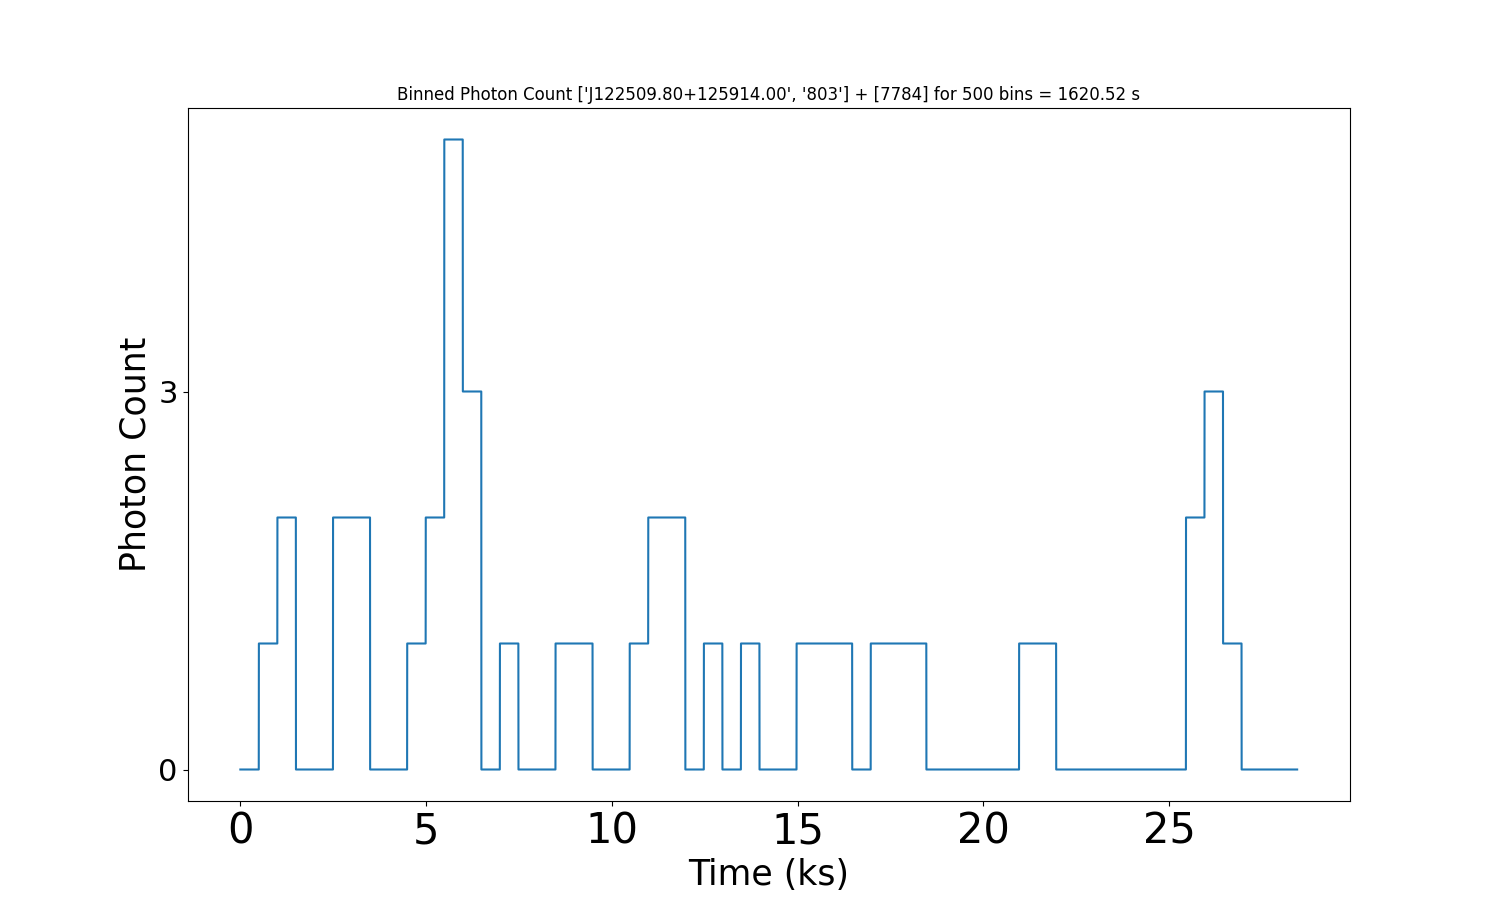 Binned Photon Count ['J122509.80+125914.00', '803'] + [7784] for 500 bins = 1620.52 s
Photon Count
3
0
0 5 10 15 20 25
Time (ks)